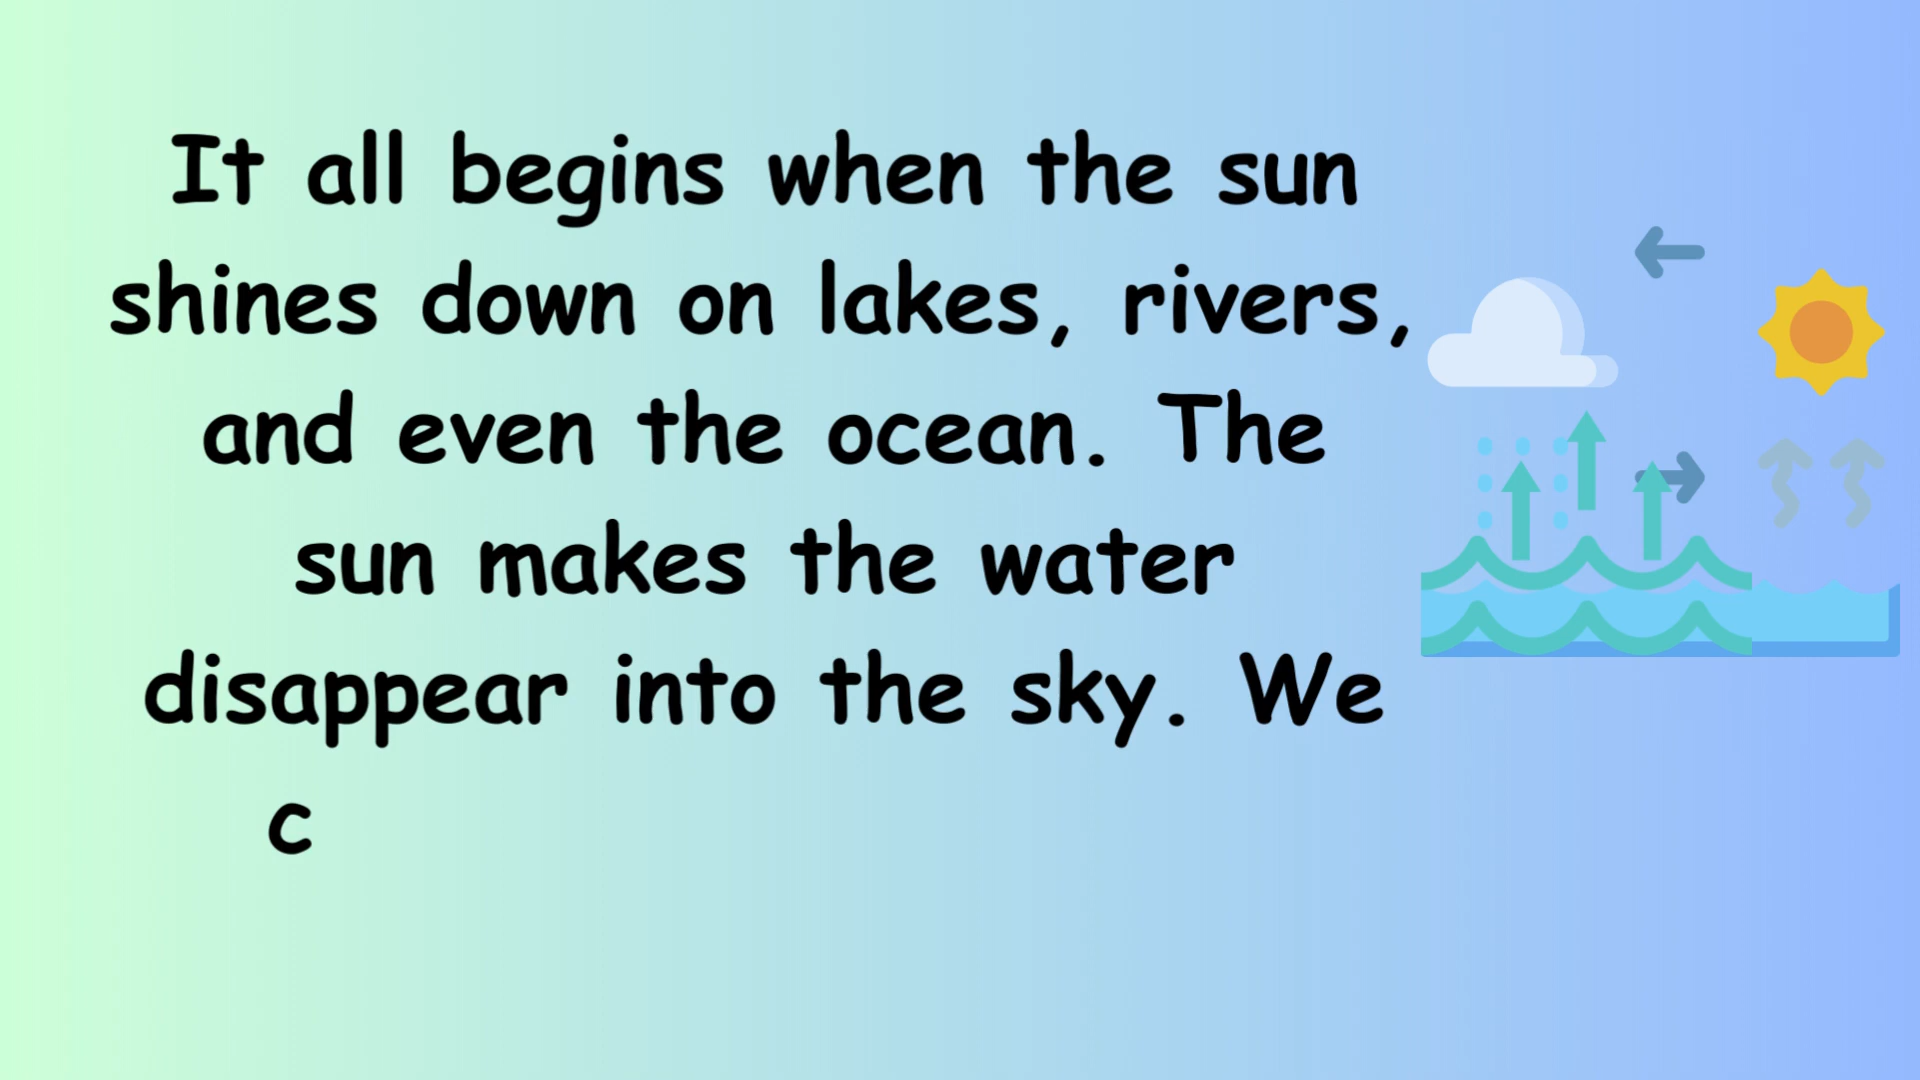 It all begins when the sun
shines down on lakes, rivers,
and even the ocean. The
sun makes the water
disappear into the sky. We
c